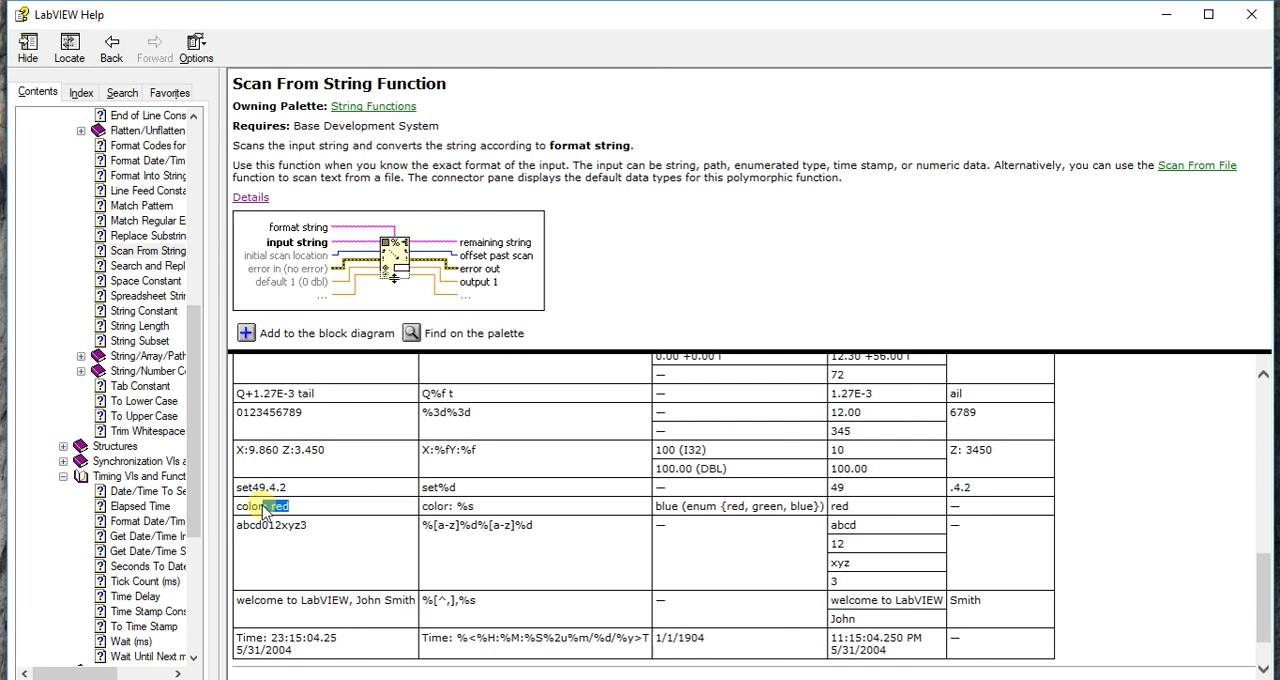 LabVIEW Help
Hide Locate Back Forward Options
Contents Index Search Favorites
End of Line Cons
Flatten/Unflatten
Format Codes for
Format Date/Tim
Format Into String
Line Feed Consta
Match Pattern
Match Regular E
Replace Substrin
Scan From String
Search and Repl
Space Constant
Spreadsheet Strin
String Constant
String Length
String Subset
String/Array/Path
String/Number C
Tab Constant
To Lower Case
To Upper Case
Trim Whitespace
Structures
Synchronization VIs a
Timing VIs and Funct
Date/Time To Se
Elapsed Time
Format Date/Tim
Get Date/Time Ir
Get Date/Time S
Seconds To Date
Tick Count (ms)
Time Delay
Time Stamp Cons
To Time Stamp
Wait (ms)
Wait Until Next m
Scan From String Function
Owning Palette: String Functions
Requires: Base Development System
Scans the input string and converts the string according to format string.
Use this function when you know the exact format of the input. The input can be string, path, enumerated type, time stamp, or numeric data. Alternatively, you can use the Scan From File
function to scan text from a file. The connector pane displays the default data types for this polymorphic function.
Details
format string
input string remaining string
initial scan location offset past scan
error in (no error) error out
default 1 (0 dbl) output 1
... ...
Add to the block diagram Find on the palette
0.00 +0.00 i 12.30 +56.00 i
— 72
Q+1.27E-3 tail Q%f t — 1.27E-3 ail
0123456789 %3d%3d — 12.00 6789
— 345
X:9.860 Z:3.450 X:%fY:%f 100 (I32) 10 Z: 3450
100.00 (DBL) 100.00
set49.4.2 set%d — 49 .4.2
color: red color: %s blue (enum {red, green, blue}) red —
abcd012xyz3 %[a-z]%d%[a-z]%d — abcd —
12
xyz
3
welcome to LabVIEW, John Smith %[^,],%s — welcome to LabVIEW Smith
John
Time: 23:15:04.25 Time: %<%H:%M:%S%2u%m/%d/%y>T 1/1/1904 11:15:04.250 PM —
5/31/2004 5/31/2004